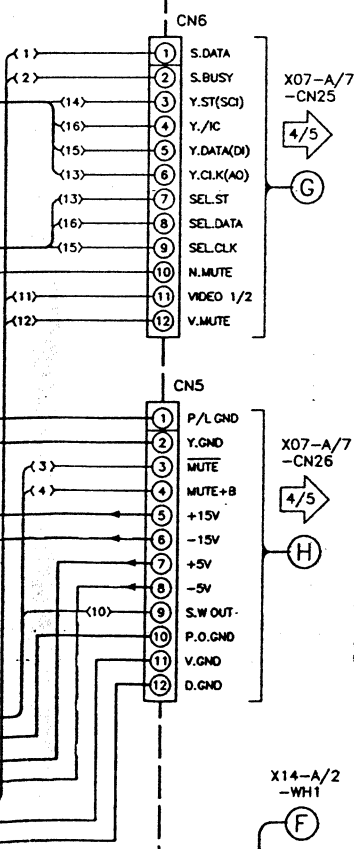 CN6
1 1 S.DATA
2 2 S.BUSY
14 3 Y.ST(SCI)
16 4 Y./IC
15 5 Y.DATA(DI)
13 6 Y.CLK(AO)
13 7 SEL.ST
16 8 SEL.DATA
15 9 SEL.CLK
10 N.MUTE
11 11 VIDEO 1/2
12 12 V.MUTE
X07-A/7
-CN25
4/5
G
CN5
1 P/L GND
2 Y.GND
3 3 MUTE
4 4 MUTE+B
5 +15V
6 -15V
7 +5V
8 -5V
10 9 S.W OUT
10 P.O.GND
11 V.GND
12 D.GND
X07-A/7
-CN26
4/5
H
X14-A/2
-WH1
F